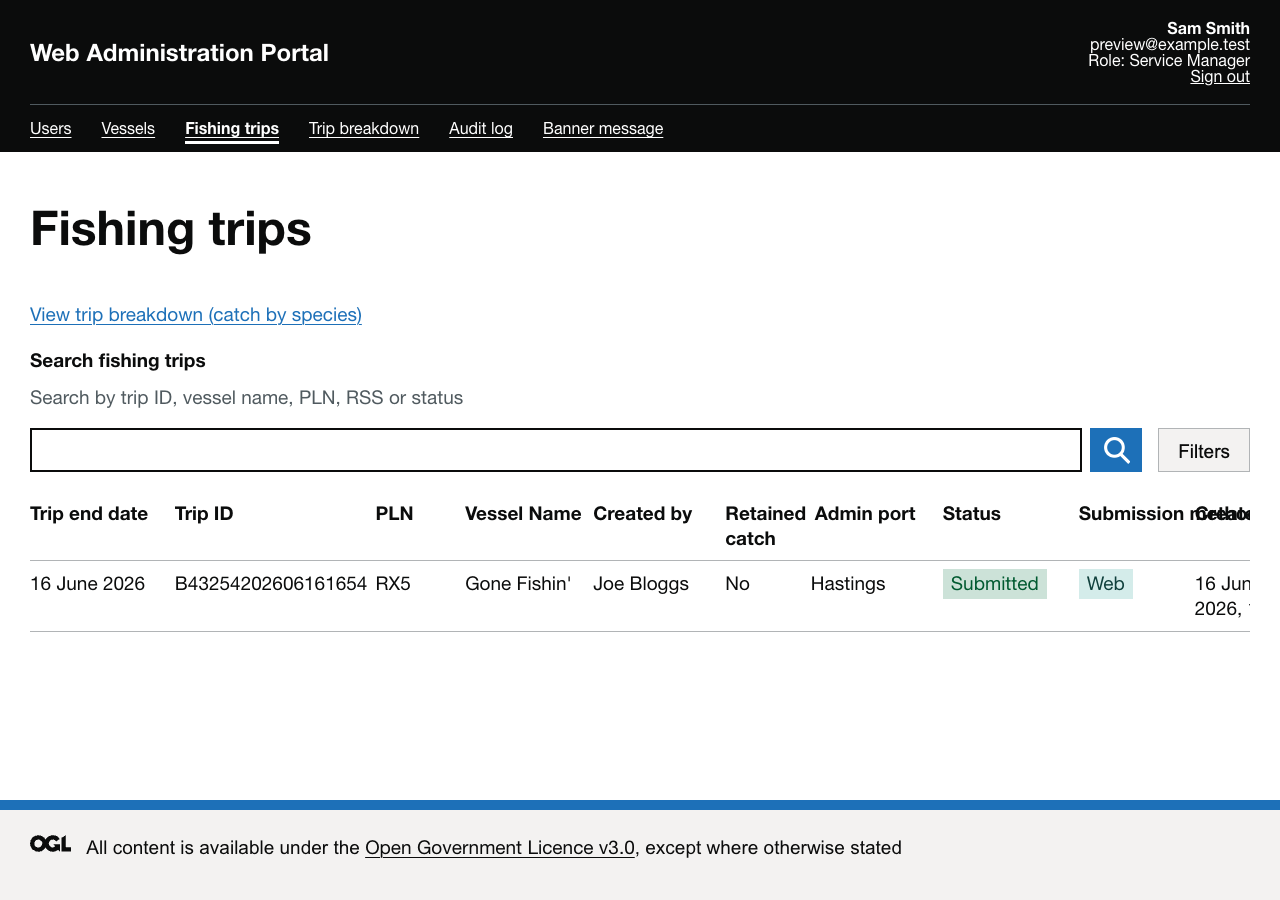 Web Administration Portal
Sam Smith
preview@example.test
Role: Service Manager
Sign out
Users Vessels Fishing trips Trip breakdown Audit log Banner message
Fishing trips
View trip breakdown (catch by species)
Search fishing trips
Search by trip ID, vessel name, PLN, RSS or status
Filters
Trip end date Trip ID PLN Vessel Name Created by Retained catch Admin port Status Submission
16 June 2026 B43254202606161654 RX5 Gone Fishin' Joe Bloggs No Hastings Submitted Web 16 Jun
2026,
OGL All content is available under the Open Government Licence v3.0, except where otherwise stated